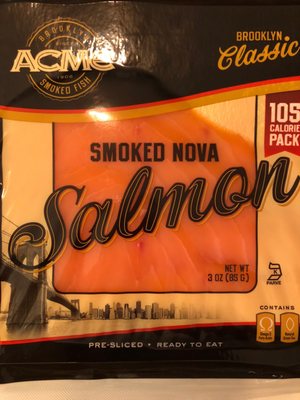 BROOKLYN
ACME
1906
SMOKED FISH
BROOKLYN
Classic
105
CALORIE
PACK
SMOKED NOVA
Salmon
NET WT
3 OZ (85 G)
PARVE
CONTAINS
PRE-SLICED • READY TO EAT